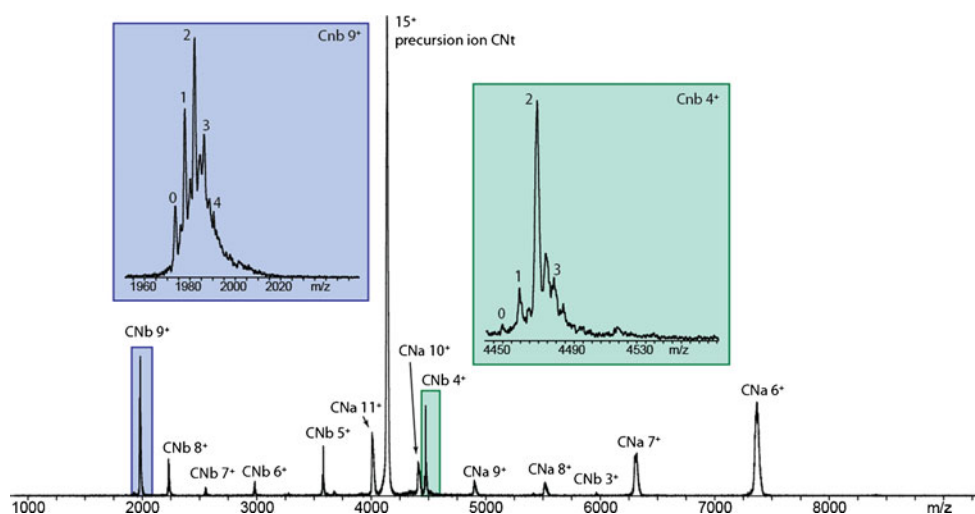 Cnb 9⁺
2
1
3
0
4
1960 1980 2000 2020 m/z
15⁺
precursion ion CNt
Cnb 4⁺
2
1
3
0
4450 4490 4530 m/z
CNb 9⁺
CNb 8⁺
CNb 7⁺
CNb 6⁺
CNb 5⁺
CNa 11⁺
CNa 10⁺
CNb 4⁺
CNa 9⁺
CNa 8⁺
CNb 3⁺
CNa 7⁺
CNa 6⁺
1000 2000 3000 4000 5000 6000 7000 8000 m/z